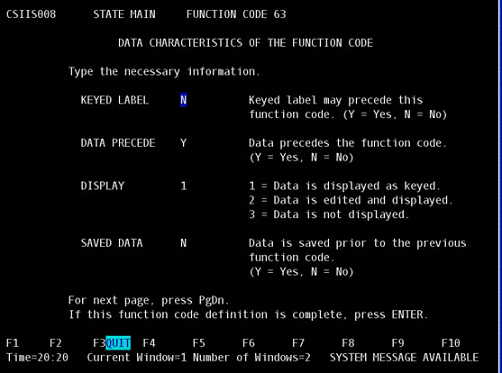 CSIIS008 STATE MAIN FUNCTION CODE 63
DATA CHARACTERISTICS OF THE FUNCTION CODE
Type the necessary information.
KEYED LABEL N Keyed label may precede this
function code. (Y = Yes, N = No)
DATA PRECEDE Y Data precedes the function code.
(Y = Yes, N = No)
DISPLAY 1 1 = Data is displayed as keyed.
2 = Data is edited and displayed.
3 = Data is not displayed.
SAVED DATA N Data is saved prior to the previous
function code.
(Y = Yes, N = No)
For next page, press PgDn.
If this function code definition is complete, press ENTER.
F1 F2 F3QUIT F4 F5 F6 F7 F8 F9 F10
Time=20:20 Current Window=1 Number of Windows=2 SYSTEM MESSAGE AVAILABLE